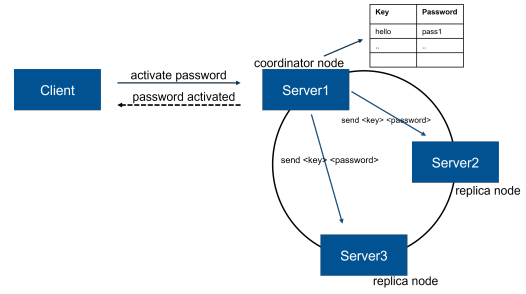 Key Password
hello pass1
.. ..
coordinator node
Client
activate password
password activated
Server1
send <key> <password>
send <key> <password>
Server2
replica node
Server3
replica node